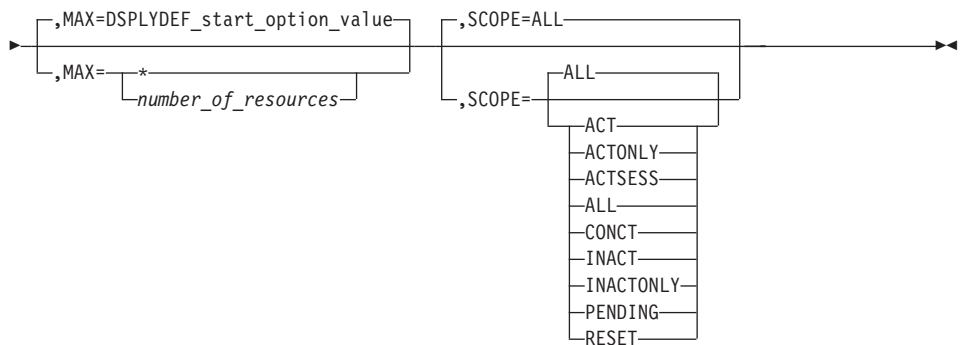 ,MAX=DSPLYDEF_start_option_value
,MAX=
*
number_of_resources
,SCOPE=ALL
,SCOPE=
ALL
ACT
ACTONLY
ACTSESS
ALL
CONCT
INACT
INACTONLY
PENDING
RESET